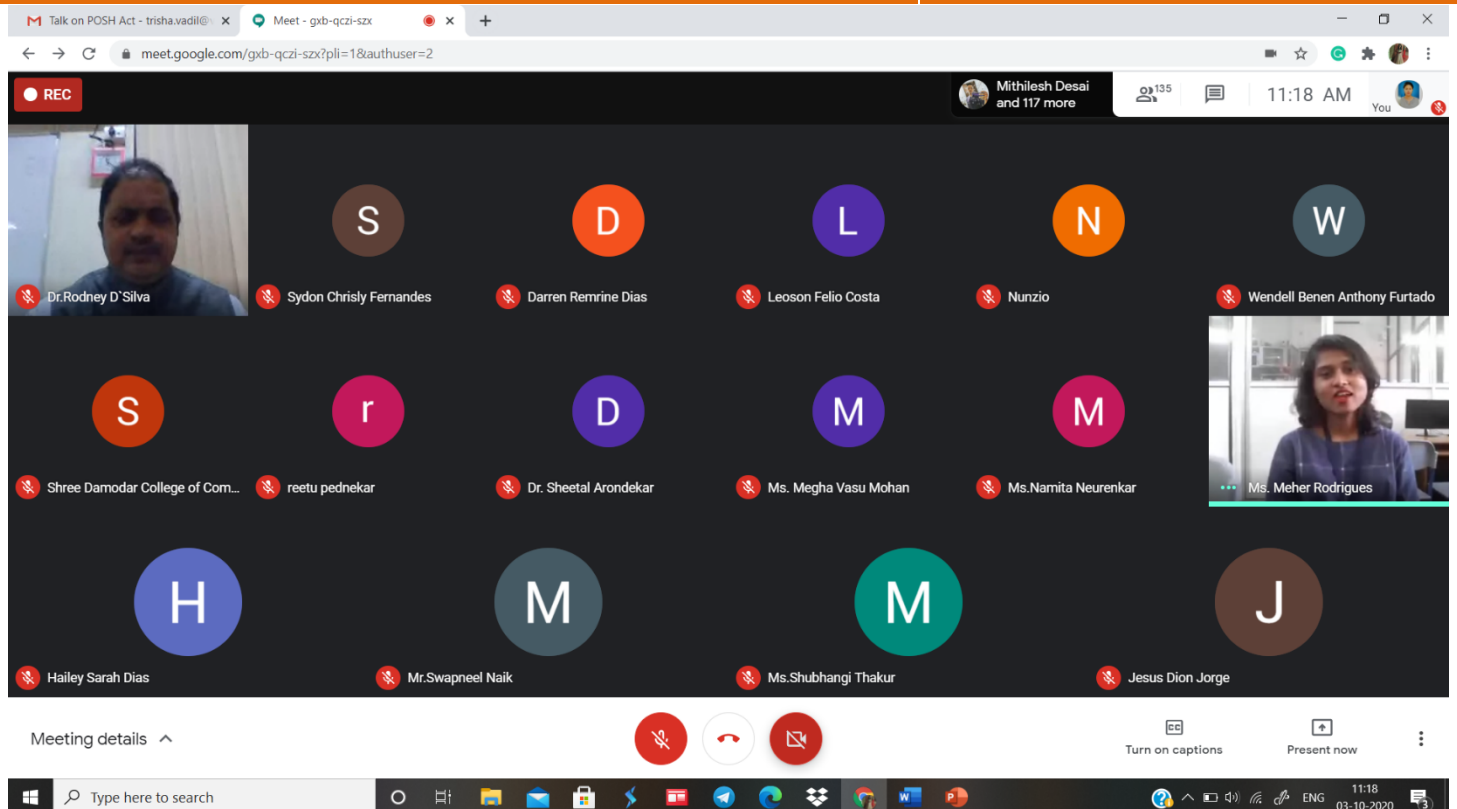 Talk on POSH Act - trisha.vadil@
Meet - gxb-qczi-szx
meet.google.com/gxb-qczi-szx?pli=1&authuser=2
REC
Mithilesh Desai
and 117 more
135
11:18 AM
You
S
D
L
N
W
Dr.Rodney D`Silva
Sydon Chrisly Fernandes
Darren Remrine Dias
Leoson Felio Costa
Nunzio
Wendell Benen Anthony Furtado
S
r
D
M
M
Shree Damodar College of Com...
reetu pednekar
Dr. Sheetal Arondekar
Ms. Megha Vasu Mohan
Ms.Namita Neurenkar
Ms. Meher Rodrigues
H
M
M
J
Hailey Sarah Dias
Mr.Swapneel Naik
Ms.Shubhangi Thakur
Jesus Dion Jorge
Meeting details
CC
Turn on captions
Present now
Type here to search
ENG
11:18
03-10-2020
3